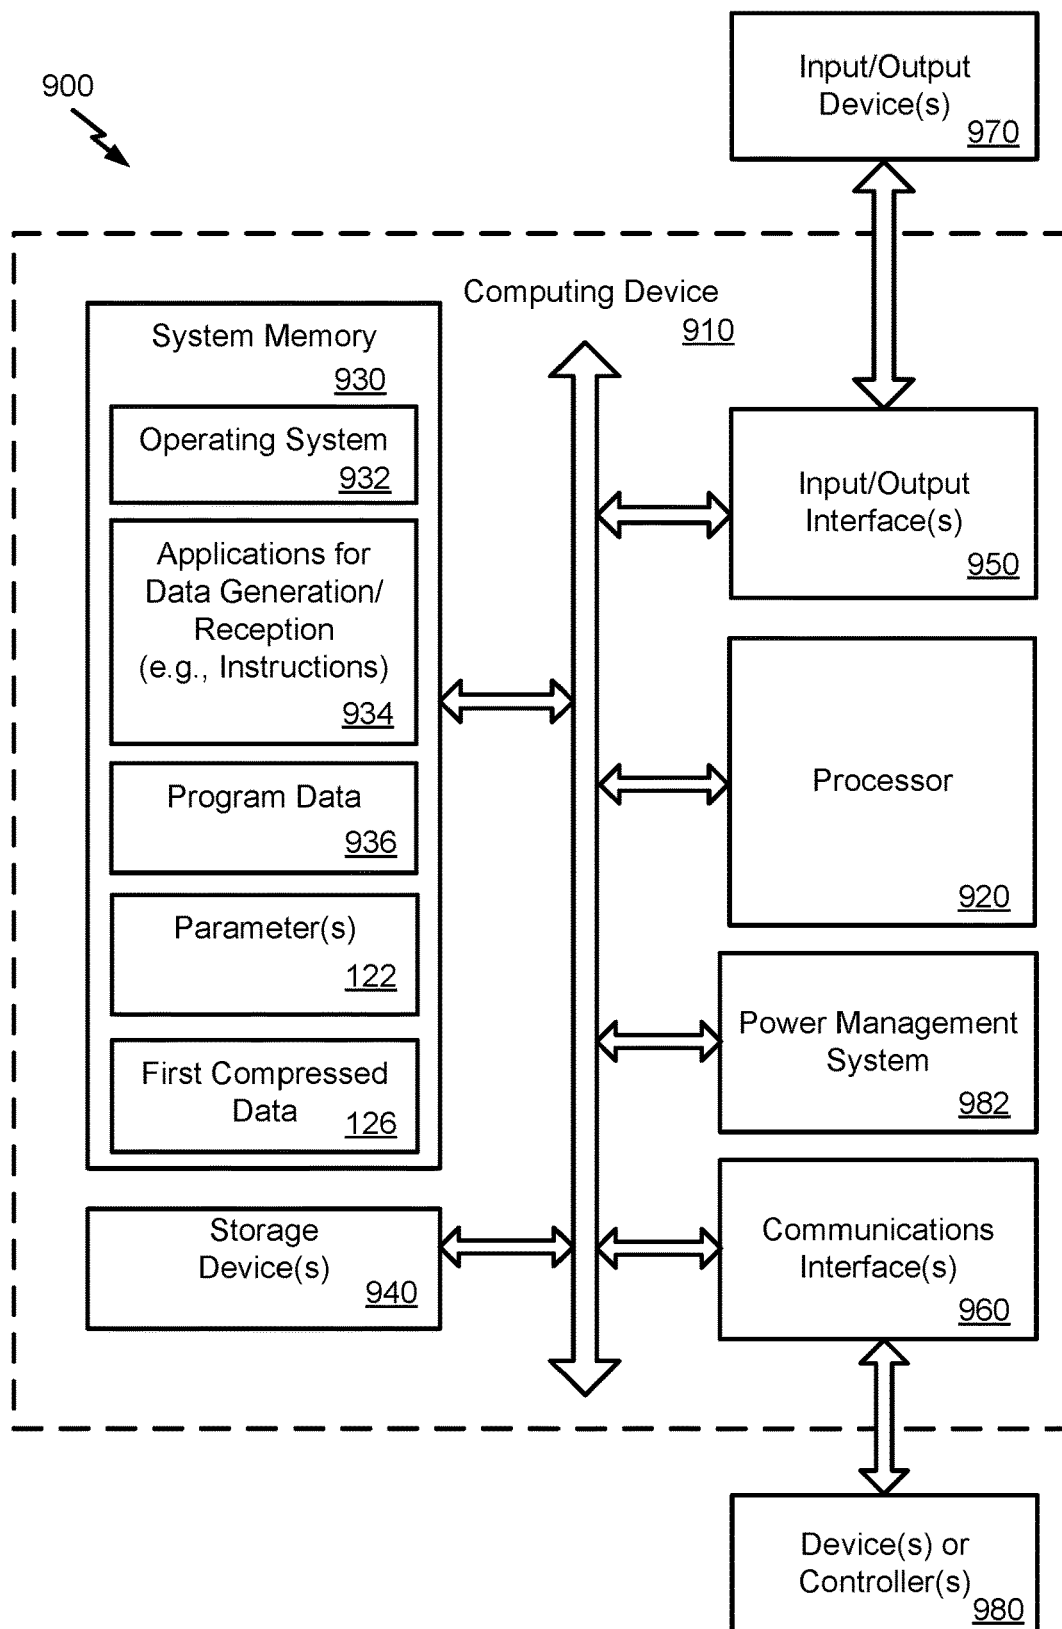 900
Input/Output
Device(s)
970
Computing Device
910
System Memory
930
Operating System
932
Applications for
Data Generation/
Reception
(e.g., Instructions)
934
Program Data
936
Parameter(s)
122
First Compressed
Data
126
Storage
Device(s)
940
Input/Output
Interface(s)
950
Processor
920
Power Management
System
982
Communications
Interface(s)
960
Device(s) or
Controller(s)
980